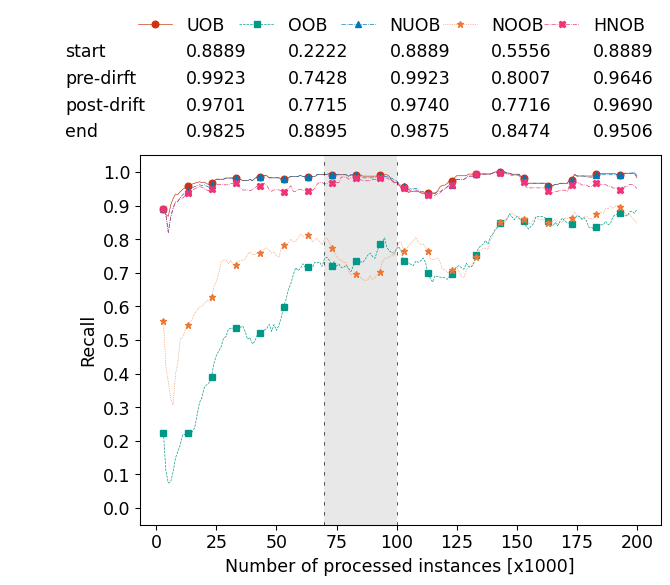 UOB OOB NUOB NOOB HNOB
start 0.8889 0.2222 0.8889 0.5556 0.8889
pre-dirft 0.9923 0.7428 0.9923 0.8007 0.9646
post-drift 0.9701 0.7715 0.9740 0.7716 0.9690
end 0.9825 0.8895 0.9875 0.8474 0.9506
1.0
0.9
0.8
0.7
0.6
0.5
0.4
0.3
0.2
0.1
0.0
Recall
0 25 50 75 100 125 150 175 200
Number of processed instances [x1000]